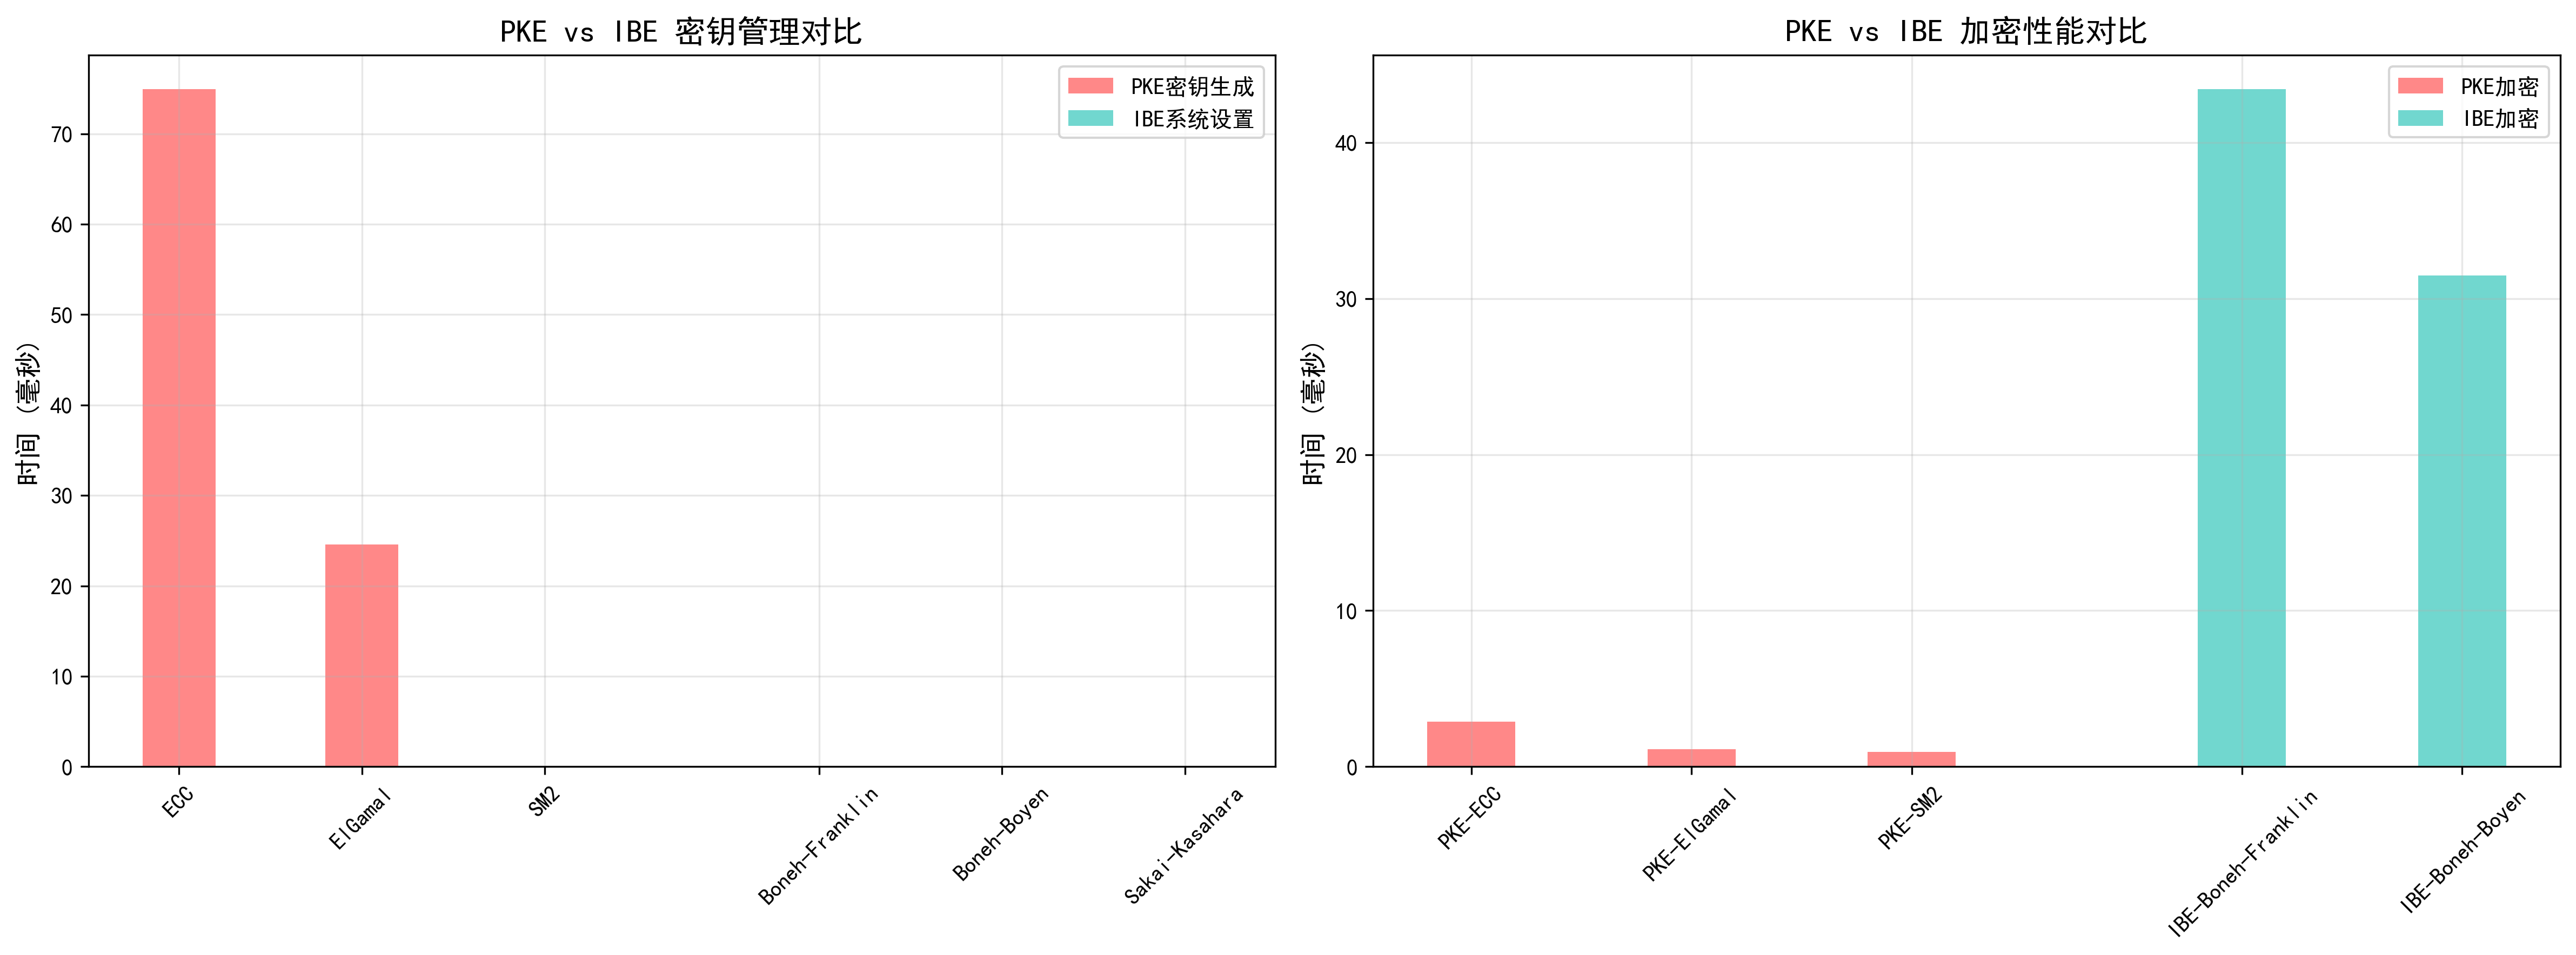 PKE vs IBE 密钥管理对比
PKE密钥生成
IBE系统设置
时间 (毫秒)
70
60
50
40
30
20
10
0
ECC
ElGamal
SM2
Boneh-Franklin
Boneh-Boyen
Sakai-Kasahara
PKE vs IBE 加密性能对比
PKE加密
IBE加密
时间 (毫秒)
40
30
20
10
0
PKE-ECC
PKE-ElGamal
PKE-SM2
IBE-Boneh-Franklin
IBE-Boneh-Boyen